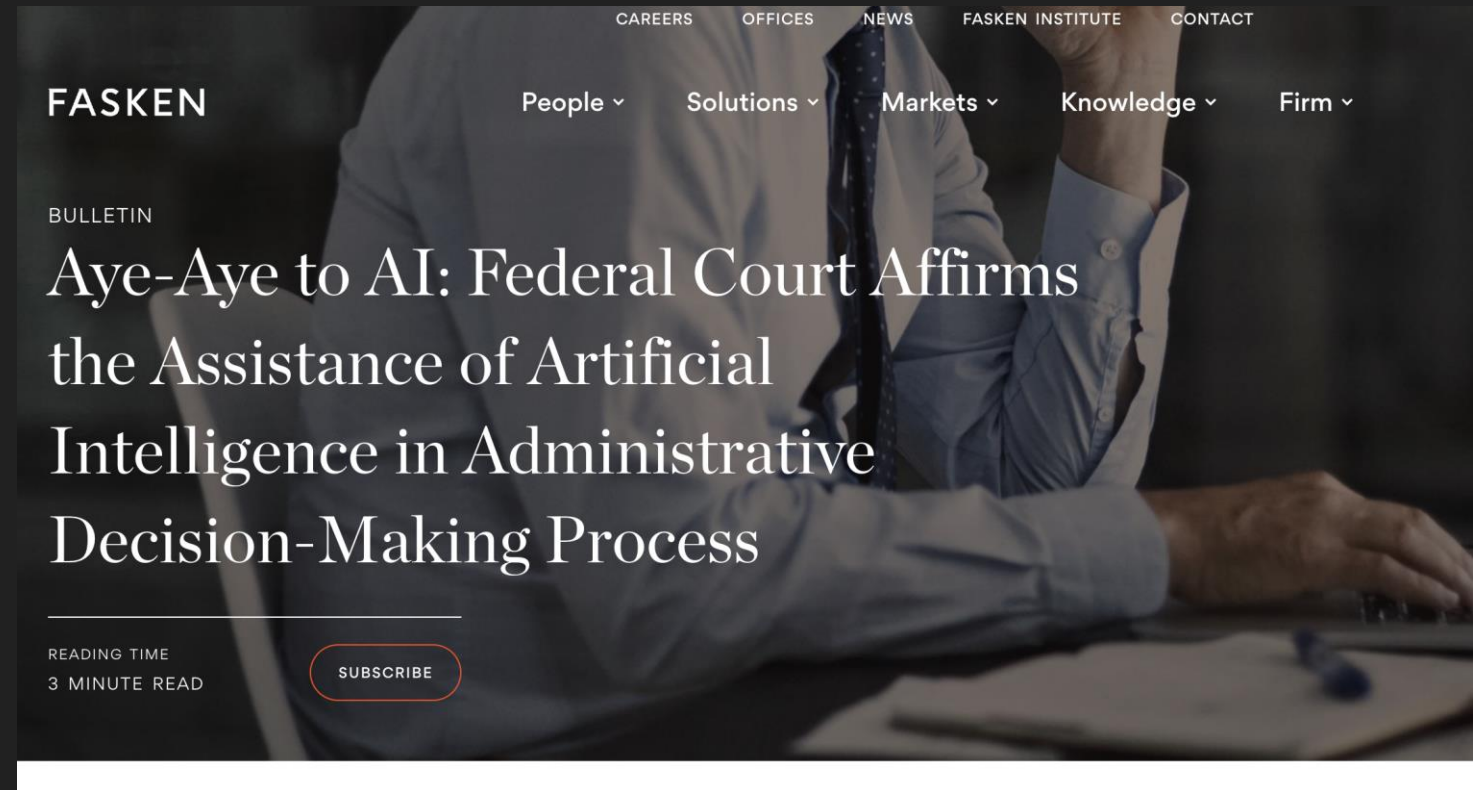 CAREERS OFFICES NEWS FASKEN INSTITUTE CONTACT
FASKEN People Solutions Markets Knowledge Firm
BULLETIN
Aye-Aye to AI: Federal Court Affirms
the Assistance of Artificial
Intelligence in Administrative
Decision-Making Process
READING TIME
3 MINUTE READ
SUBSCRIBE